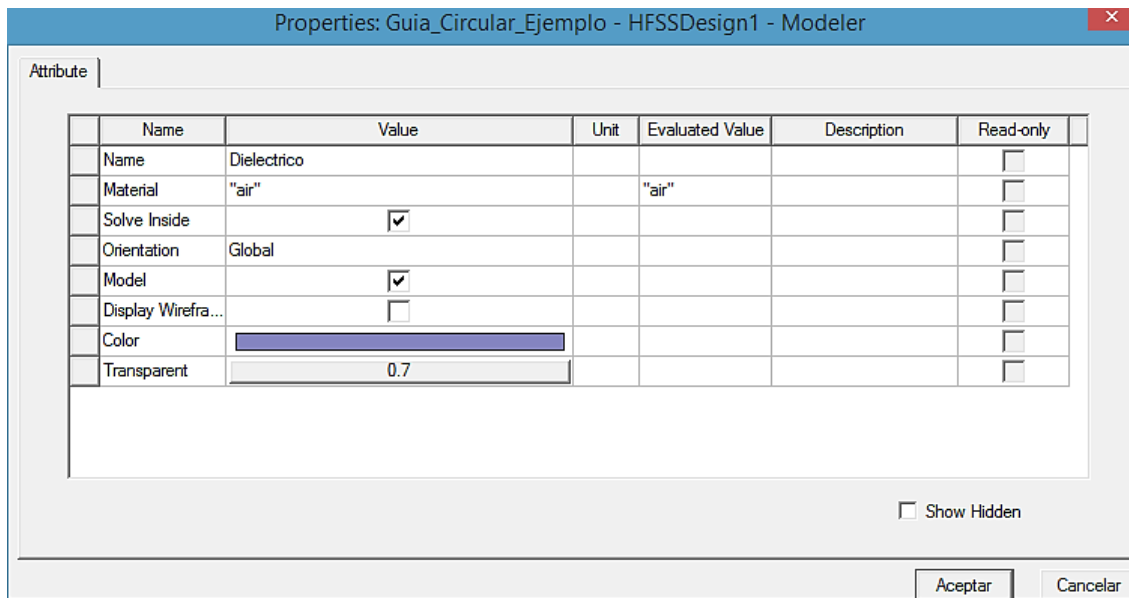 Properties: Guia_Circular_Ejemplo - HFSSDesign1 - Modeler
Attribute
Name Value Unit Evaluated Value Description Read-only
Name Dielectrico
Material "air" "air"
Solve Inside
Orientation Global
Model
Display Wirefra...
Color
Transparent 0.7
Show Hidden
Aceptar Cancelar